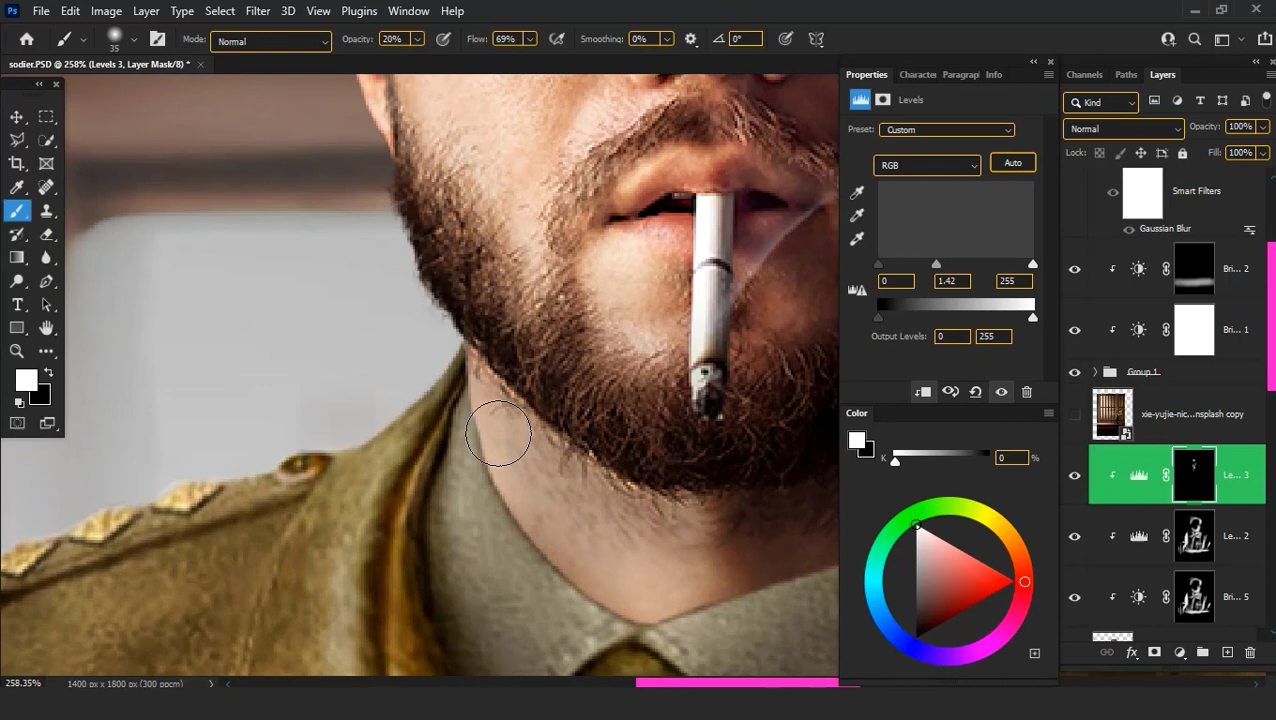 Ps File Edit Image Layer Type Select Filter 3D View Plugins Window Help
35 Mode: Normal Opacity: 20% Flow: 69% Smoothing: 0% 0°
sodier.PSD @ 258% (Levels 3, Layer Mask/8) *
Properties Character Paragrap Info
Levels
Preset: Custom
RGB Auto
0 1.42 255
Output Levels: 0 255
Color
K 0 %
Channels Paths Layers
Kind
Normal Opacity: 100%
Lock: Fill: 100%
Smart Filters
Gaussian Blur
Bri... 2
Bri... 1
Group 1
xie-yujie-nic...nsplash copy
Le... 3
Le... 2
Bri... 5
258.35% 1400 px x 1800 px (300 ppcm)